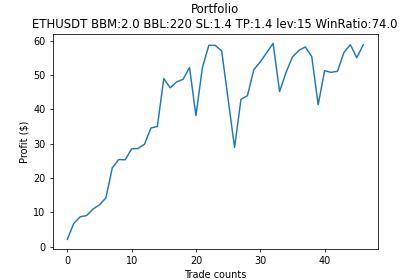 Portfolio
ETHUSDT BBM:2.0 BBL:220 SL:1.4 TP:1.4 lev:15 WinRatio:74.0
60
50
40
30
20
10
0
Profit ($)
0 10 20 30 40
Trade counts